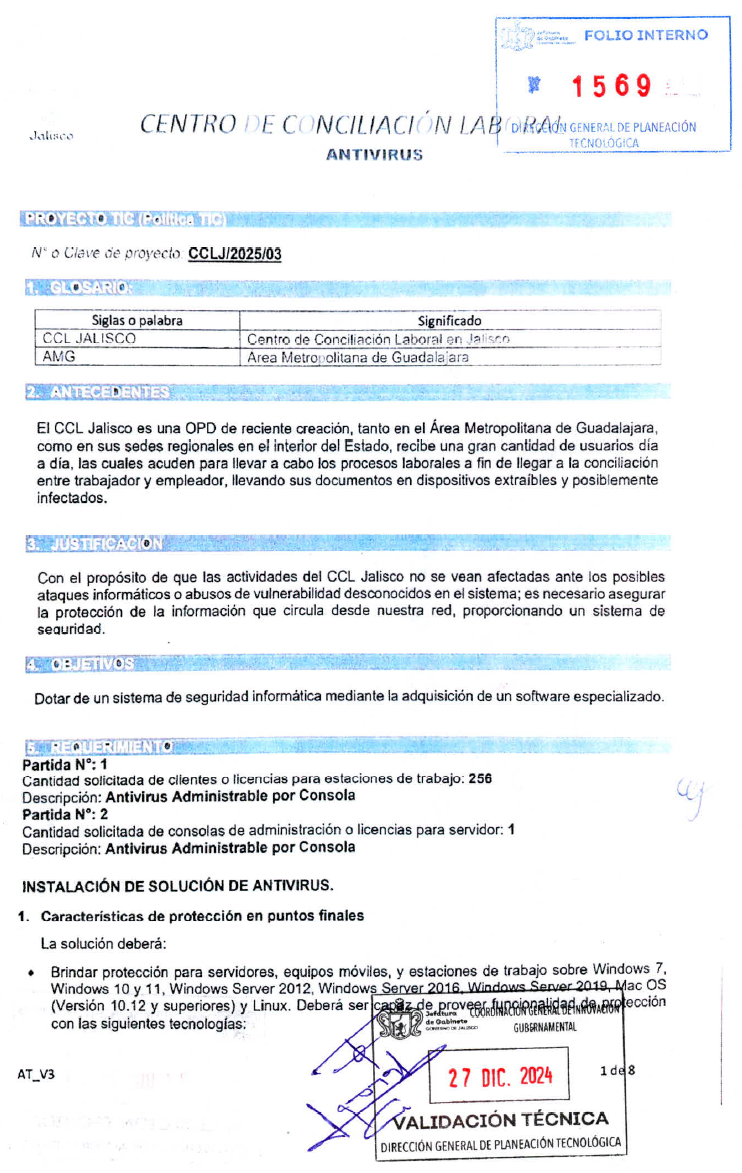 Jefatura
de Gabinete
FOLIO INTERNO
1569
DIRECCIÓN GENERAL DE PLANEACIÓN
TECNOLÓGICA
Jalisco
CENTRO DE CONCILIACIÓN LABORAL
ANTIVIRUS
PROYECTO TIC (Política TIC)
N° o Clave de proyecto CCLJ/2025/03
1. GLOSARIO:
Siglas o palabra Significado
CCL JALISCO Centro de Conciliación Laboral en Jalisco
AMG Area Metropolitana de Guadalajara
2. ANTECEDENTES
El CCL Jalisco es una OPD de reciente creación, tanto en el Área Metropolitana de Guadalajara,
como en sus sedes regionales en el interior del Estado, recibe una gran cantidad de usuarios día
a día, las cuales acuden para llevar a cabo los procesos laborales a fin de llegar a la conciliación
entre trabajador y empleador, llevando sus documentos en dispositivos extraíbles y posiblemente
infectados.
3. JUSTIFICACION
Con el propósito de que las actividades del CCL Jalisco no se vean afectadas ante los posibles
ataques informáticos o abusos de vulnerabilidad desconocidos en el sistema; es necesario asegurar
la protección de la información que circula desde nuestra red, proporcionando un sistema de
seguridad.
4. OBJETIVOS
Dotar de un sistema de seguridad informática mediante la adquisición de un software especializado.
5. REQUERIMIENTO
Partida N°: 1
Cantidad solicitada de clientes o licencias para estaciones de trabajo: 256
Descripción: Antivirus Administrable por Consola
Partida N°: 2
Cantidad solicitada de consolas de administración o licencias para servidor: 1
Descripción: Antivirus Administrable por Consola
INSTALACIÓN DE SOLUCIÓN DE ANTIVIRUS.
1. Características de protección en puntos finales
La solución deberá:
• Brindar protección para servidores, equipos móviles, y estaciones de trabajo sobre Windows 7,
Windows 10 y 11, Windows Server 2012, Windows Server 2016, Windows Server 2019, Mac OS
(Versión 10.12 y superiores) y Linux. Deberá ser capaz de proveer funcionalidad de protección
con las siguientes tecnologías:
Jefatura
de Gabinete
GOBIERNO DE JALISCO
COORDINACIÓN GENERAL DE INNOVACIÓN
GUBERNAMENTAL
27 DIC. 2024
VALIDACIÓN TÉCNICA
DIRECCIÓN GENERAL DE PLANEACIÓN TECNOLÓGICA
AT_V3
1 de 8